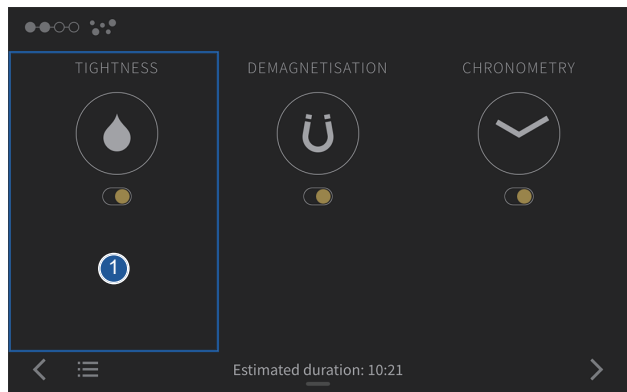 TIGHTNESS
DEMAGNETISATION
CHRONOMETRY
1
Estimated duration: 10:21